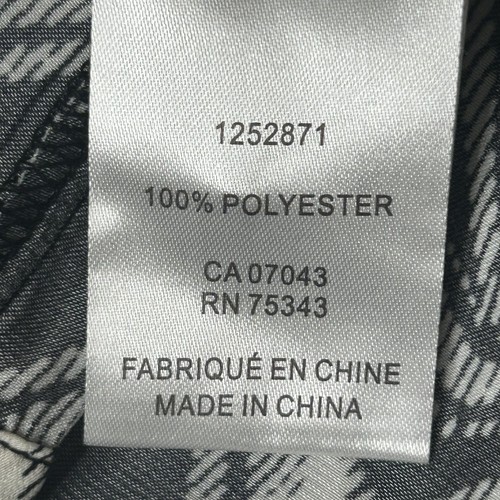 1252871
100% POLYESTER
CA 07043
RN 75343
FABRIQUÉ EN CHINE
MADE IN CHINA